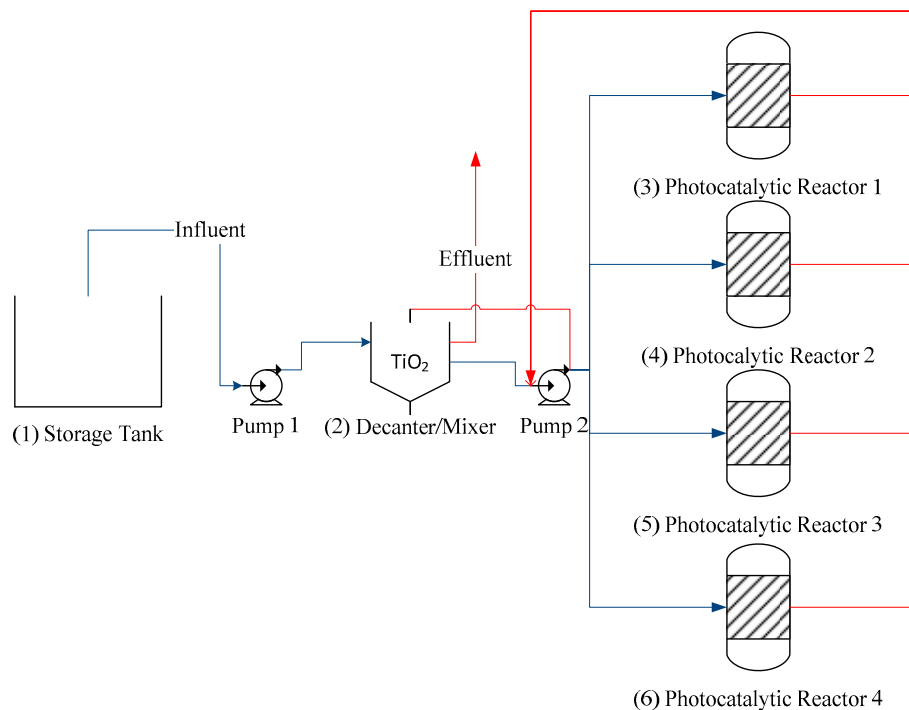 (3) Photocatalytic Reactor 1
Influent
Effluent
(4) Photocalytic Reactor 2
TiO₂
Pump 1
(2) Decanter/Mixer
Pump 2
(1) Storage Tank
(5) Photocatalytic Reactor 3
(6) Photocatalytic Reactor 4